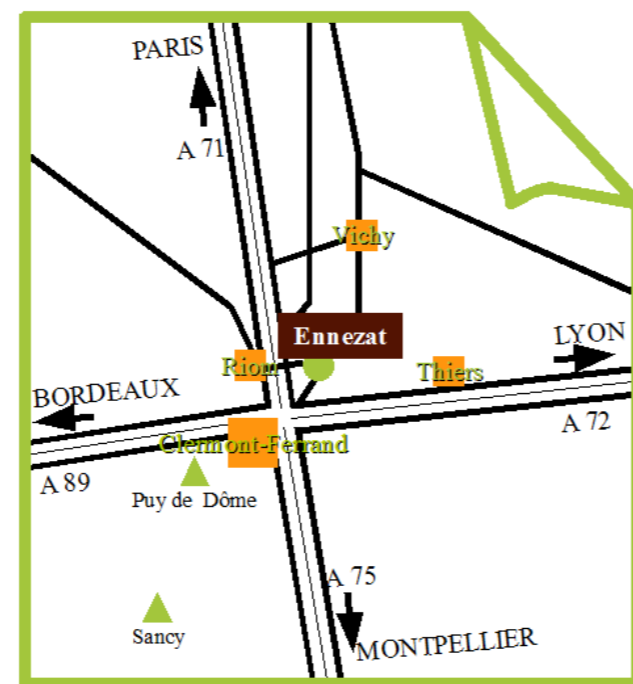 PARIS
A 71
Vichy
Ennezat
LYON
Riom
Thiers
BORDEAUX
A 72
Clermont-Ferrand
A 89
Puy de Dôme
A 75
Sancy
MONTPELLIER